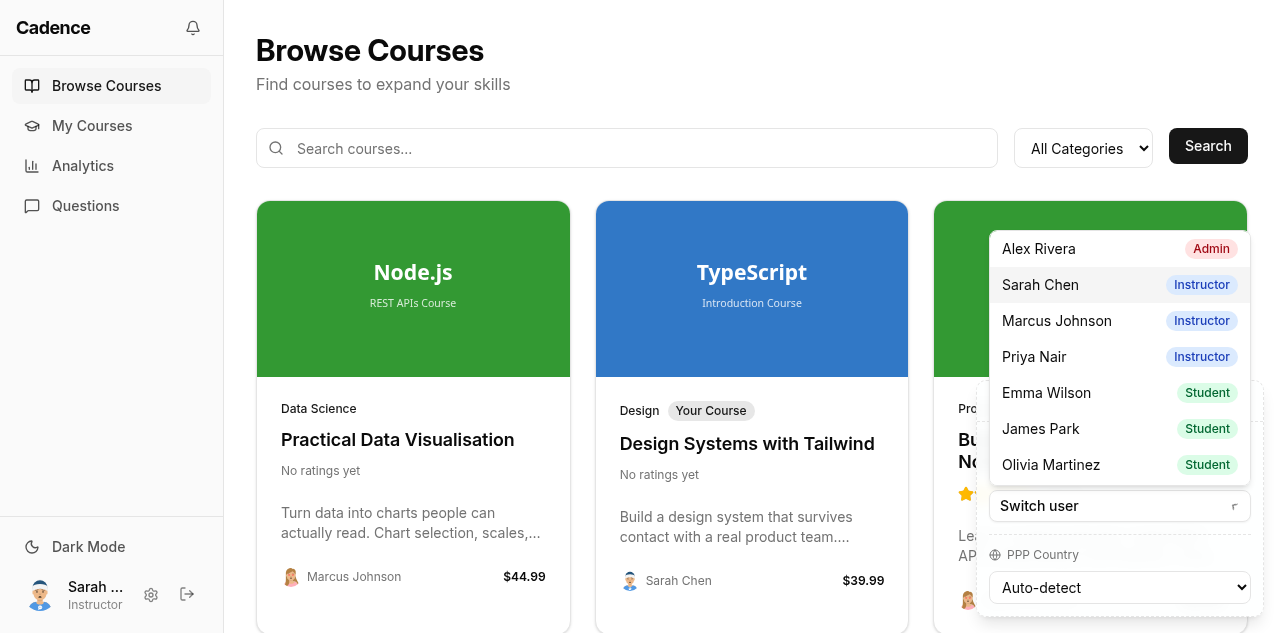 Cadence
Browse Courses
My Courses
Analytics
Questions
Dark Mode
Sarah ...
Instructor
Browse Courses
Find courses to expand your skills
Search courses...
All Categories
Search
Node.js
REST APIs Course
Data Science
Practical Data Visualisation
No ratings yet
Turn data into charts people can
actually read. Chart selection, scales,...
Marcus Johnson
$44.99
TypeScript
Introduction Course
Design
Your Course
Design Systems with Tailwind
No ratings yet
Build a design system that survives
contact with a real product team....
Sarah Chen
$39.99
Alex Rivera
Admin
Sarah Chen
Instructor
Marcus Johnson
Instructor
Priya Nair
Instructor
Emma Wilson
Student
James Park
Student
Olivia Martinez
Student
Switch user
PPP Country
Auto-detect